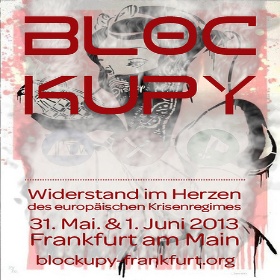 BLOC
KUPY
Widerstand im Herzen
des europäischen Krisenregimes
31. Mai. & 1. Juni 2013
Frankfurt am Main
blockupy-frankfurt.org